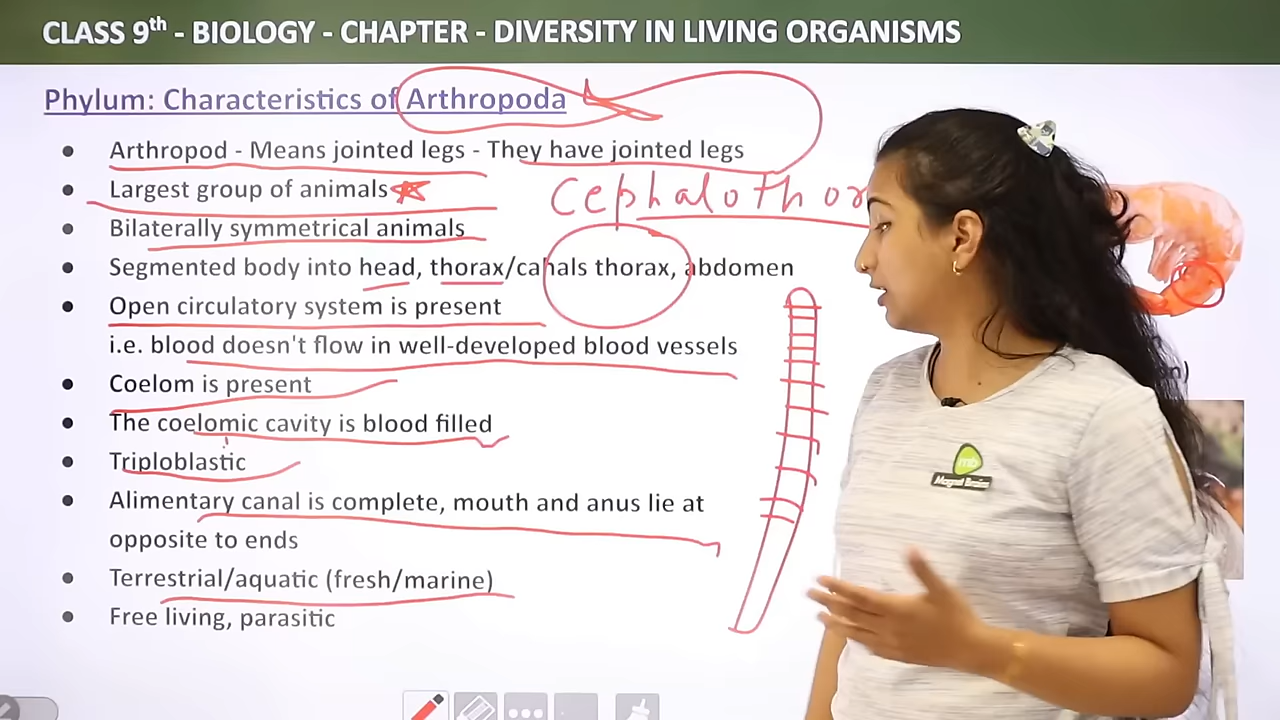 CLASS 9th - BIOLOGY - CHAPTER - DIVERSITY IN LIVING ORGANISMS
Phylum: Characteristics of Arthropoda
• Arthropod - Means jointed legs - They have jointed legs
• Largest group of animals
Cephalothor
• Bilaterally symmetrical animals
• Segmented body into head, thorax/cahals thorax, abdomen
• Open circulatory system is present
i.e. blood doesn't flow in well-developed blood vessels
• Coelom is present
• The coelomic cavity is blood filled
• Triploblastic
• Alimentary canal is complete, mouth and anus lie at
opposite to ends
• Terrestrial/aquatic (fresh/marine)
• Free living, parasitic
mb
Magnet Brains